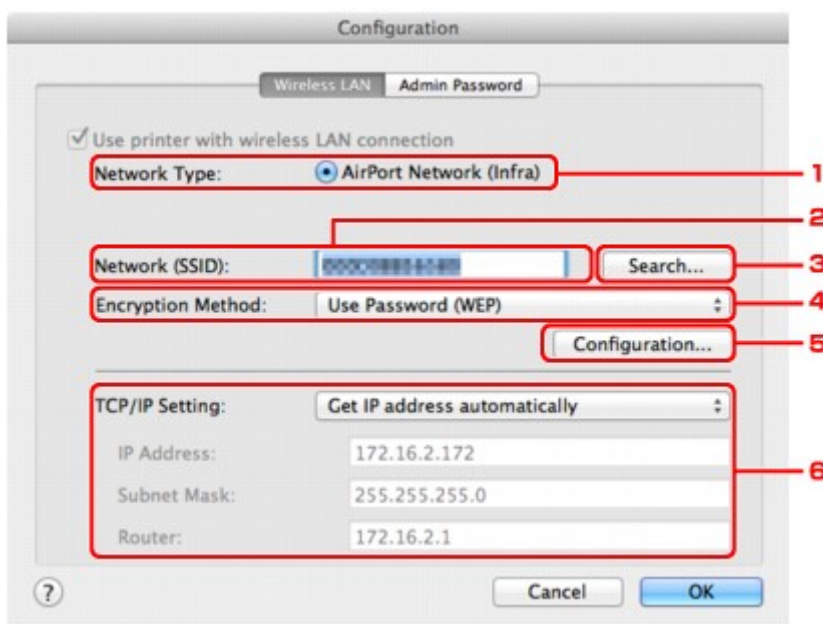 Configuration
Wireless LAN Admin Password
Use printer with wireless LAN connection
Network Type: AirPort Network (Infra) 1
2
Network (SSID): Search... 3
Encryption Method: Use Password (WEP) 4
Configuration... 5
TCP/IP Setting: Get IP address automatically
IP Address: 172.16.2.172
6
Subnet Mask: 255.255.255.0
Router: 172.16.2.1
? Cancel OK